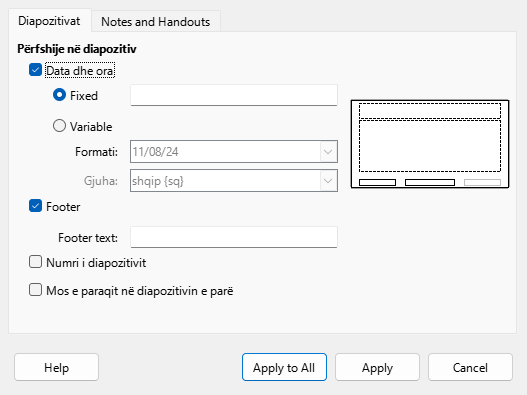 Diapozitivat
Notes and Handouts
Përfshije në diapozitiv
Data dhe ora
Fixed
Variable
Formati: 11/08/24
Gjuha: shqip {sq}
Footer
Footer text:
Numri i diapozitivit
Mos e paraqit në diapozitivin e parë
Help Apply to All Apply Cancel